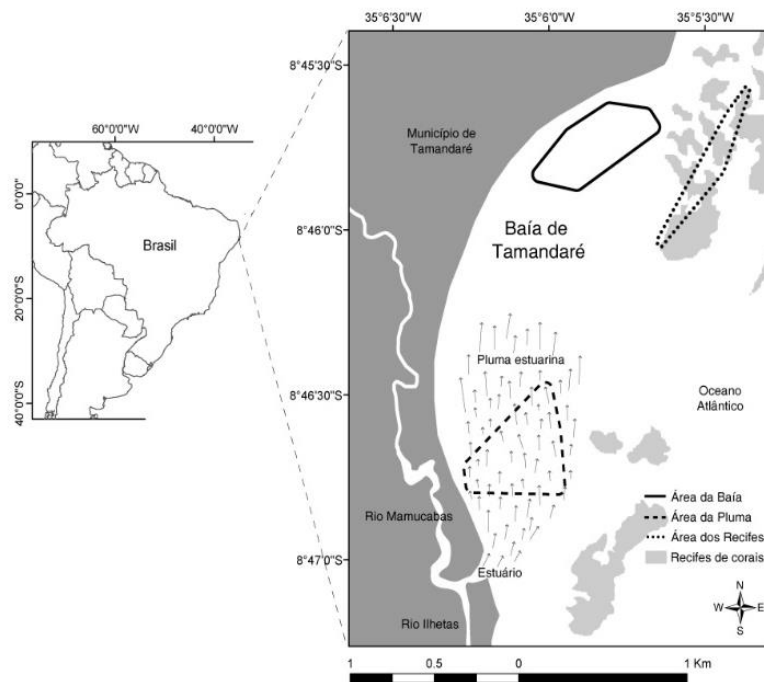 35°6'30"W 35°6'0"W 35°5'30"W
8°45'30"S
Município de
Tamandaré
60°0'0"W 40°0'0"W
0°0'0"
Brasil
20°0'0"S
40°0'0"S
Baía de
Tamandaré
8°46'0"S
Pluma estuarina
8°46'30"S
Oceano
Atlântico
Rio Mamucabas
Área da Baía
Área da Pluma
Área dos Recifes
Recifes de corais
8°47'0"S
Estuário
Rio Ilhetas
N
W E
S
1 0.5 0 1 Km